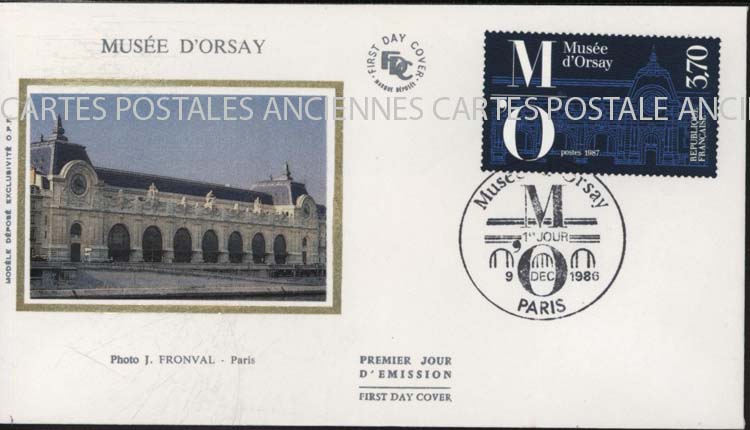 MUSÉE D'ORSAY
FIRST DAY COVER
FDC
M
'O
Musée
d'Orsay
3,70
RÉPUBLIQUE
FRANÇAISE
postes 1987
CARTES POSTALES ANCIENNES CARTES POSTALE ANCIENN
MODÈLE DÉPOSÉ EXCLUSIVITÉ C.P.F.
Musée d'Orsay
M
1er JOUR
'O
9 DEC 1986
PARIS
Photo J. FRONVAL - Paris
PREMIER JOUR
D'EMISSION
FIRST DAY COVER